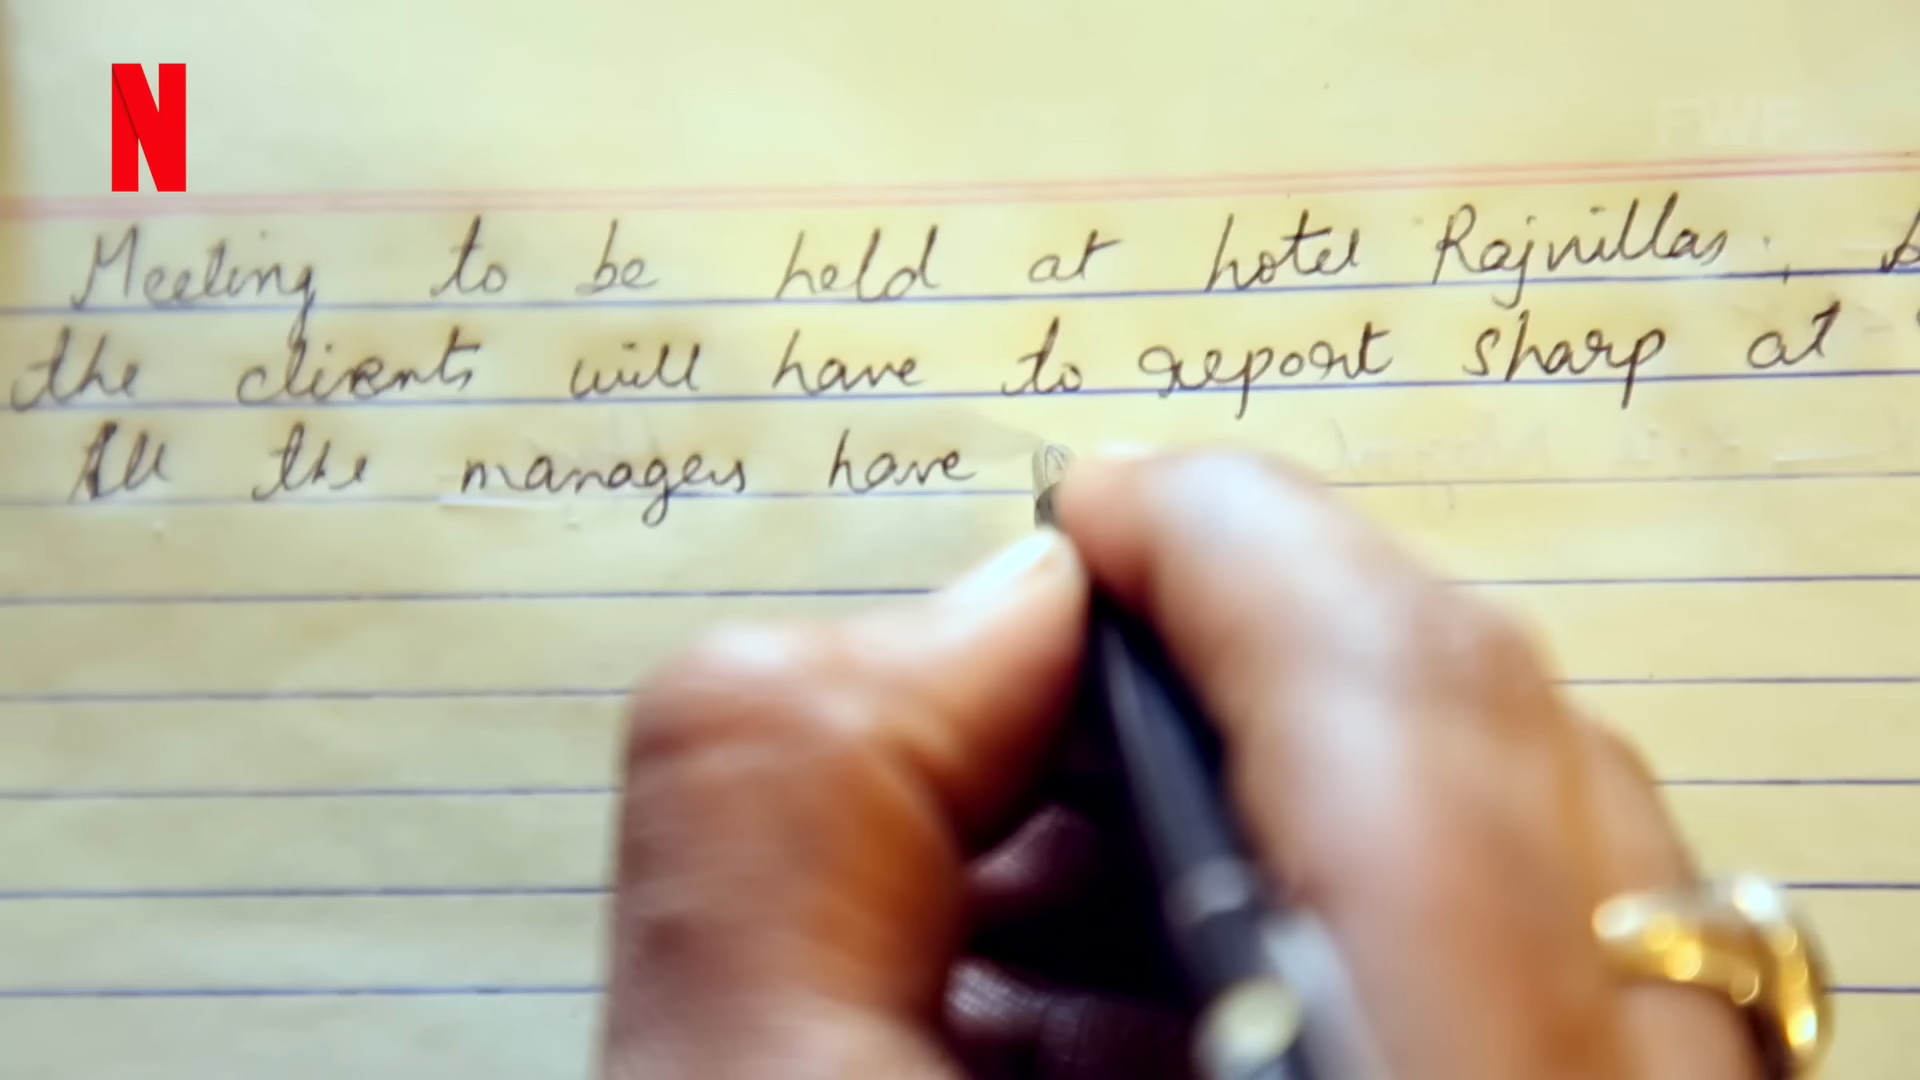 N
FWF
Meeting to be held at hotel Rajvillas.
the clients will have to report sharp at
All the managers have